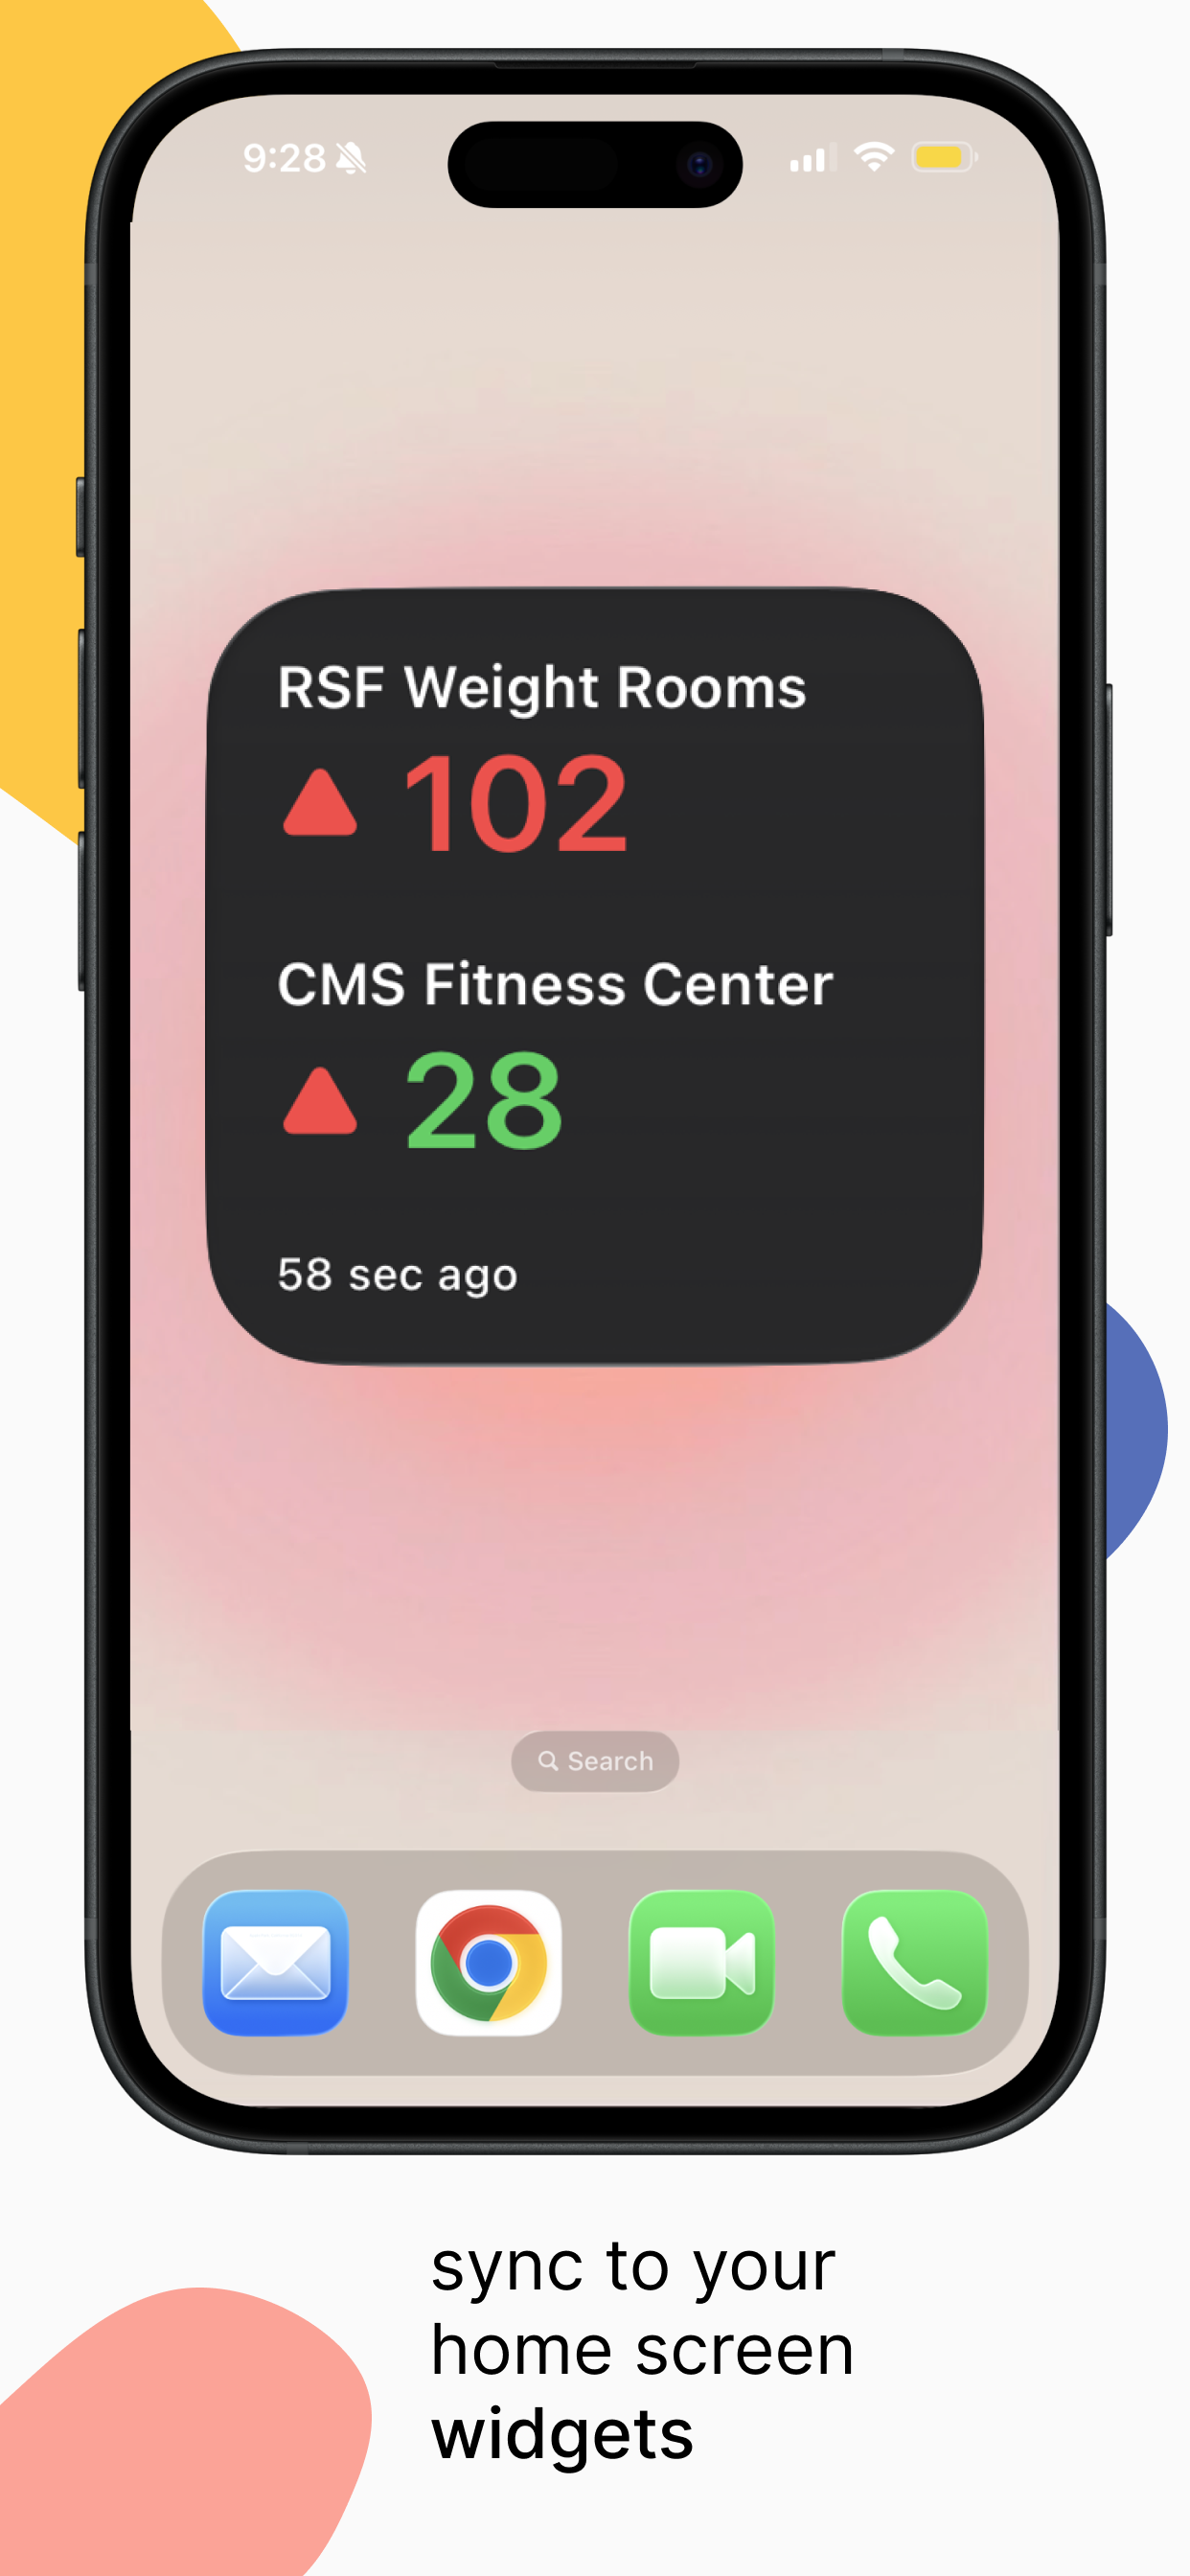 9:28
RSF Weight Rooms
102
CMS Fitness Center
28
58 sec ago
Search
sync to your
home screen
widgets